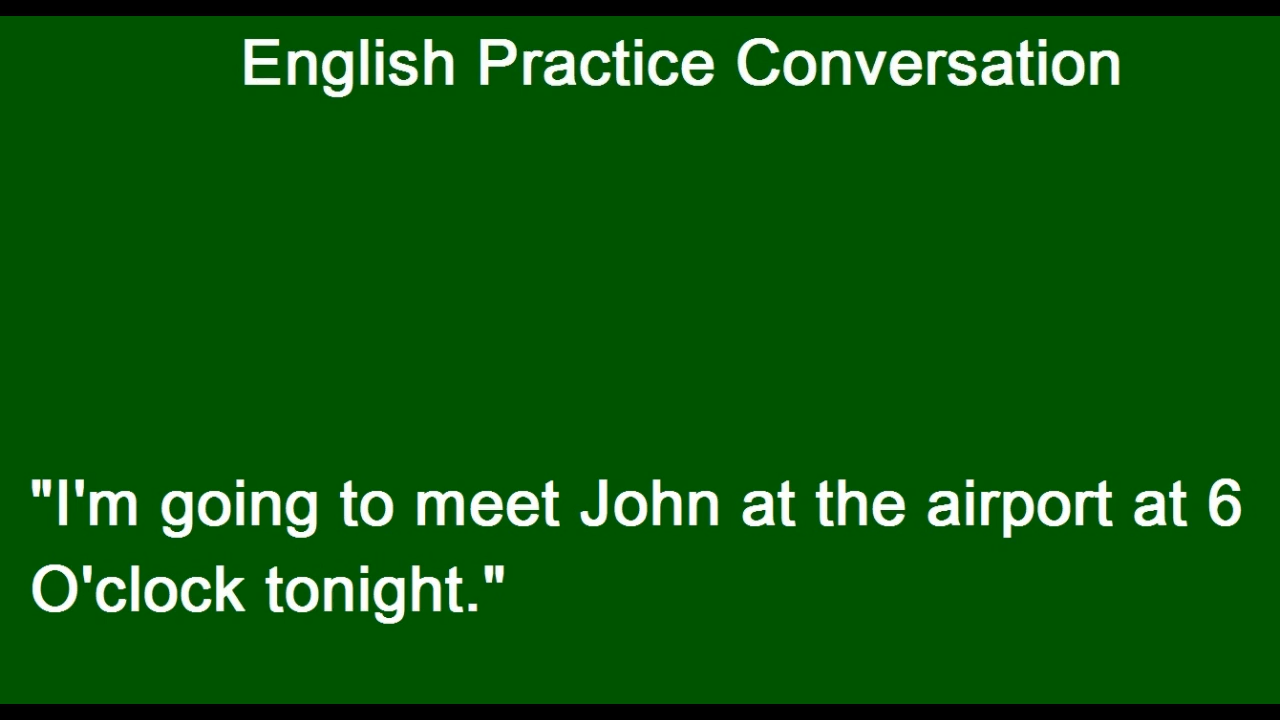 English Practice Conversation
"I'm going to meet John at the airport at 6
O'clock tonight."